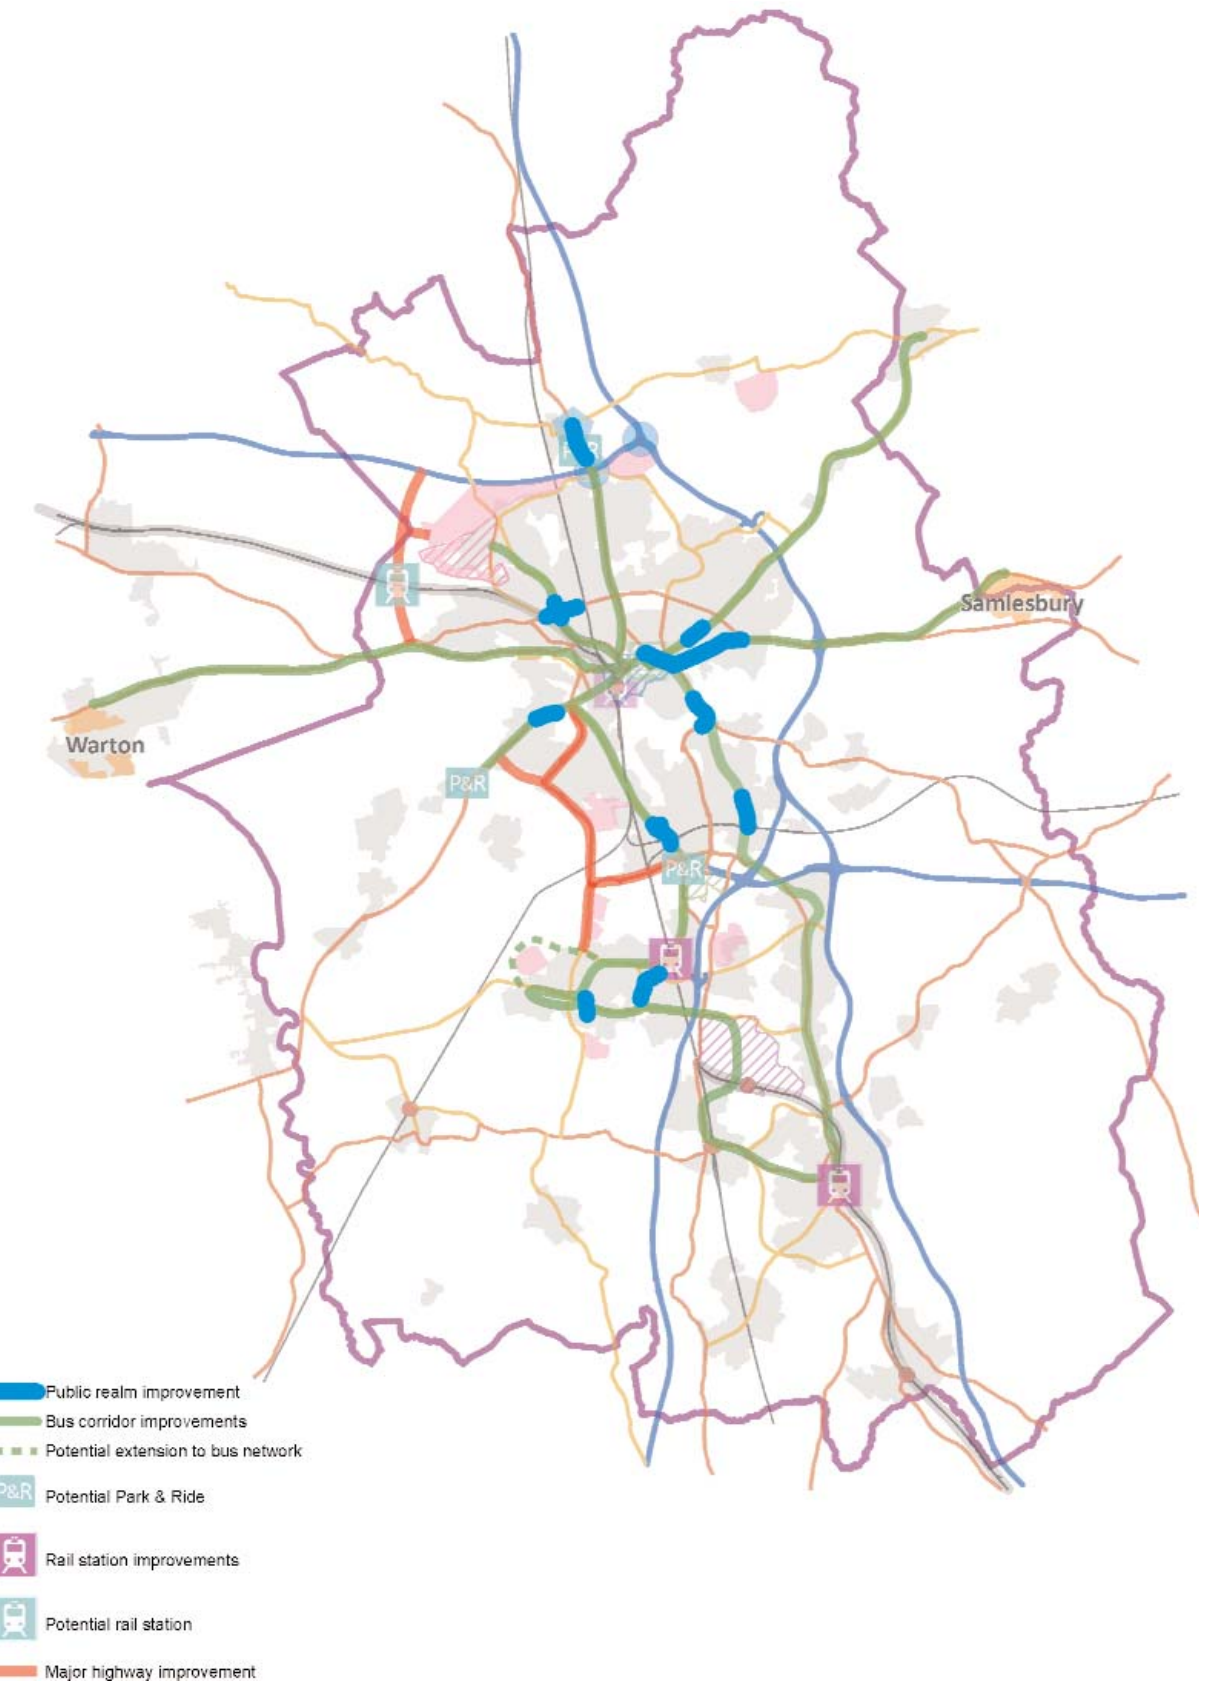 P&R
Samlesbury
Warton
P&R
P&R
Public realm improvement
Bus corridor improvements
Potential extension to bus network
P&R Potential Park & Ride
Rail station improvements
Potential rail station
Major highway improvement